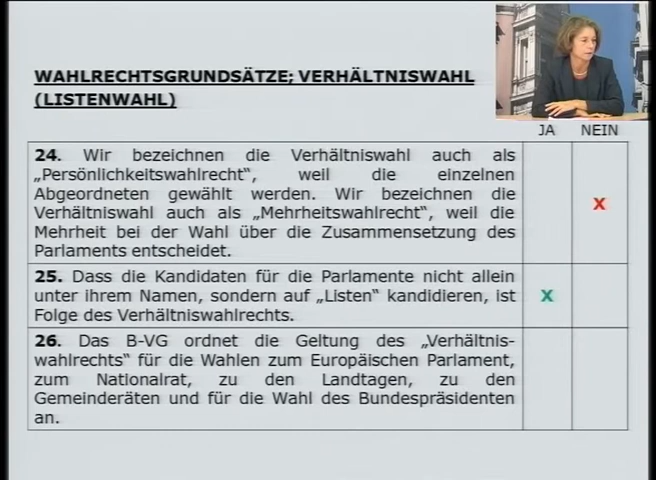 WAHLRECHTSGRUNDSÄTZE; VERHÄLTNISWAHL
(LISTENWAHL)
JA NEIN
24. Wir bezeichnen die Verhältniswahl auch als
„Persönlichkeitswahlrecht“, weil die einzelnen
Abgeordneten gewählt werden. Wir bezeichnen die
Verhältniswahl auch als „Mehrheitswahlrecht“, weil die
Mehrheit bei der Wahl über die Zusammensetzung des
Parlaments entscheidet.
X
25. Dass die Kandidaten für die Parlamente nicht allein
unter ihrem Namen, sondern auf „Listen“ kandidieren, ist
Folge des Verhältniswahlrechts.
X
26. Das B-VG ordnet die Geltung des „Verhältnis-
wahlrechts“ für die Wahlen zum Europäischen Parlament,
zum Nationalrat, zu den Landtagen, zu den
Gemeinderäten und für die Wahl des Bundespräsidenten
an.